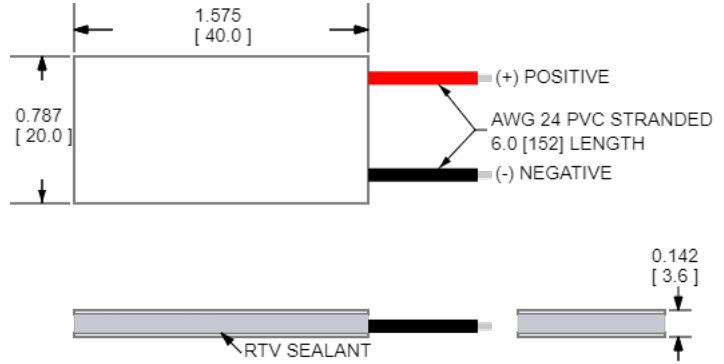 1.575
[ 40.0 ]
(+) POSITIVE
0.787
[ 20.0 ]
AWG 24 PVC STRANDED
6.0 [152] LENGTH
(-) NEGATIVE
0.142
[ 3.6 ]
RTV SEALANT